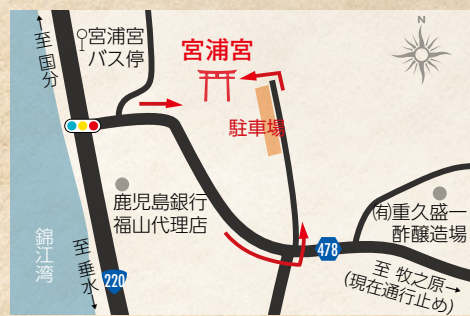 N
←至 国分
宮浦宮
バス停
宮浦宮
駐車場
鹿児島銀行
福山代理店
㈲重久盛一
酢醸造場
錦江湾
至 垂水→
220
478
至 牧之原→
(現在通行止め)